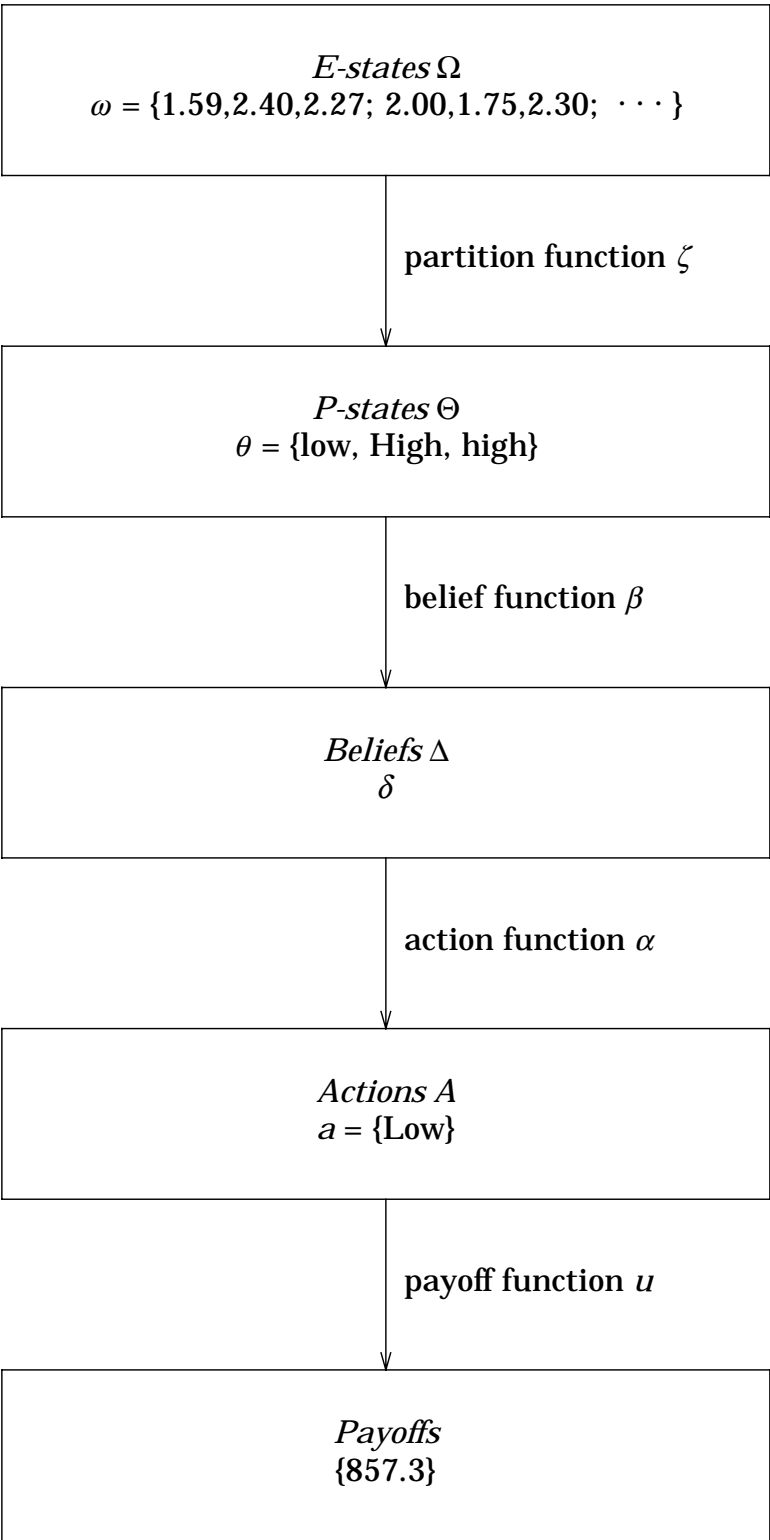 E-states Ω
ω = {1.59,2.40,2.27; 2.00,1.75,2.30; · · · }
partition function ζ
P-states Θ
θ = {low, High, high}
belief function β
Beliefs Δ
δ
action function α
Actions A
a = {Low}
payoff function u
Payoffs
{857.3}